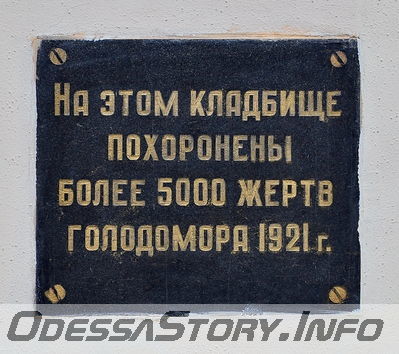 На этом кладбище
похоронены
более 5000 жертв
голодомора 1921 г.
OdessaStory.Info